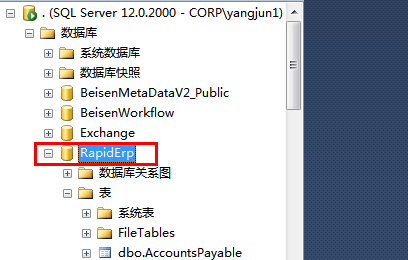 . (SQL Server 12.0.2000 - CORP\yangjun1)
数据库
系统数据库
数据库快照
BeisenMetaDataV2_Public
BeisenWorkflow
Exchange
RapidErp
数据库关系图
表
系统表
FileTables
dbo.AccountsPayable